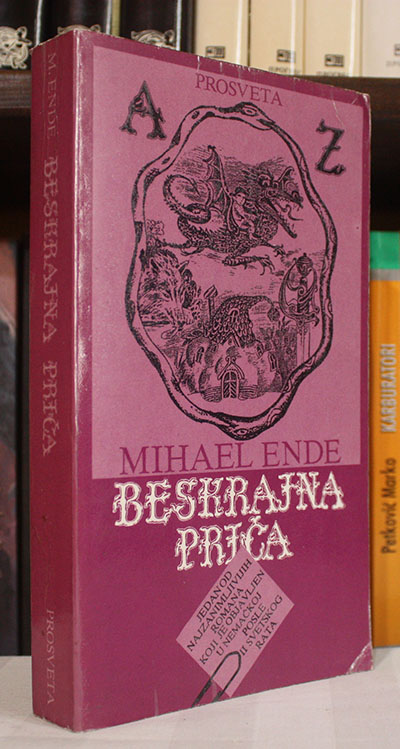 PROSVETA
A Z
MIHAEL ENDE
BESKRAJNA
PRIČA
JEDAN OD
NAJZANIMLJIVIJIH
ROMANA
KOJI JE OBJAVLJEN
U NEMAČKOJ
POSLE
II SVETSKOG
RATA
M. ENDE BESKRAJNA PRIČA PROSVETA
Petković Marko KARBURATORI